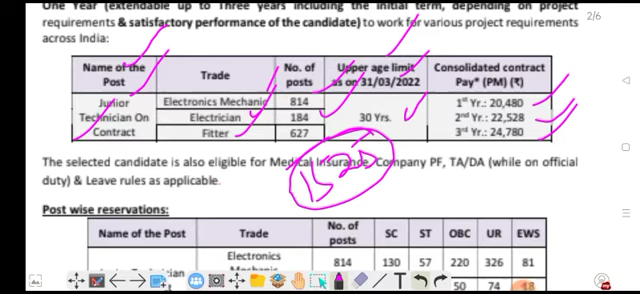 One Year (extendable up to Three years including the initial term, depending on project
2/6
requirements & satisfactory performance of the candidate) to work for various project requirements
across India:
Name of the Post | Trade | No. of posts | Upper age limit as on 31/03/2022 | Consolidated contract Pay* (PM) (₹)
Junior Technician On Contract | Electronics Mechanic | 814 | 30 Yrs. | 1st Yr.: 20,480
Electrician | 184 | 2nd Yr.: 22,528
Fitter | 627 | 3rd Yr.: 24,780
1525
The selected candidate is also eligible for Medical Insurance, Company PF, TA/DA (while on official
duty) & Leave rules as applicable.
Post wise reservations:
Name of the Post | Trade | No. of posts | SC | ST | OBC | UR | EWS
Electronics | 814 | 130 | 57 | 220 | 326 | 81
50 | 74 | 18